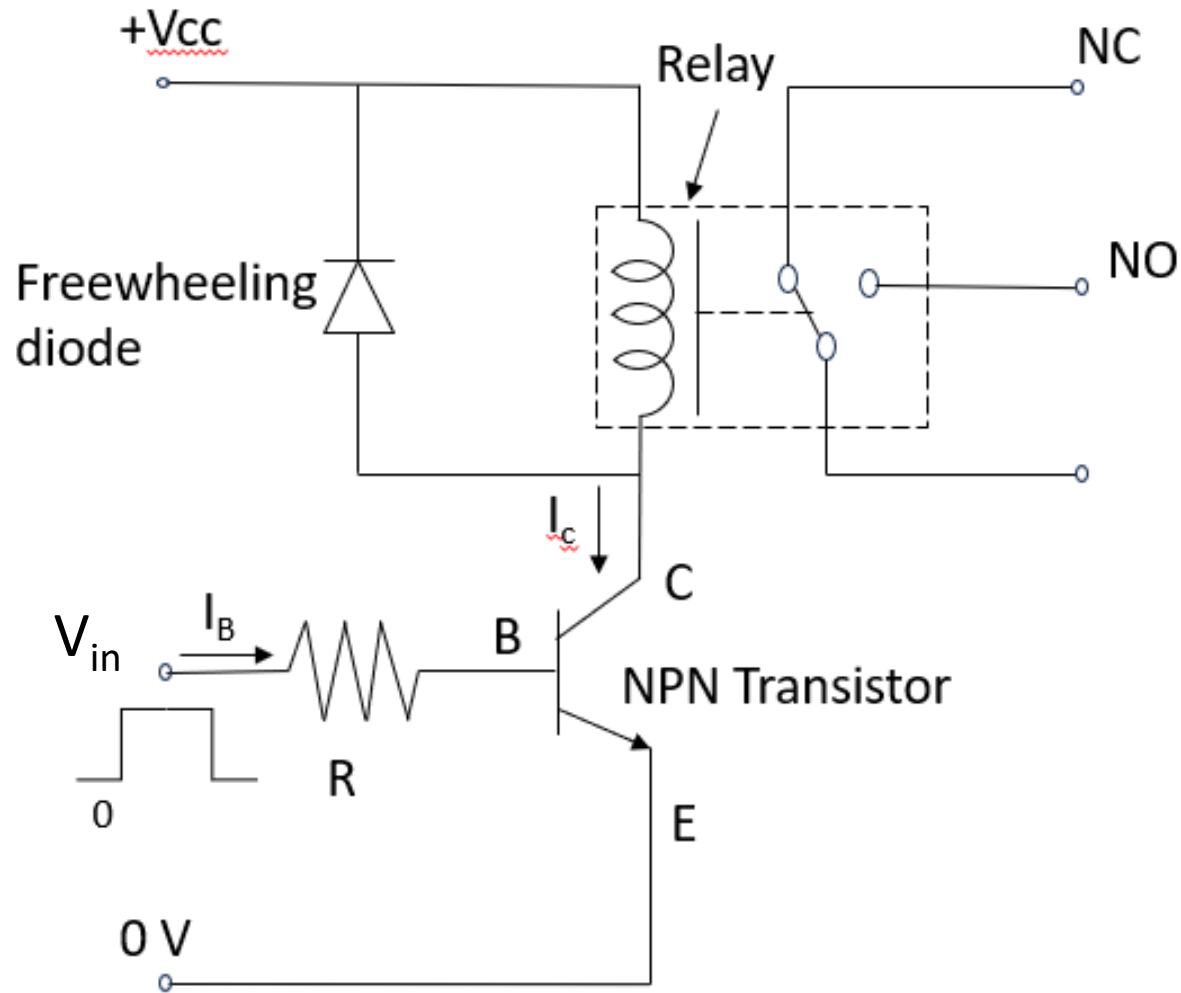 +Vcc
Relay
NC
NO
Freewheeling
diode
Ic
C
IB
Vin
B
NPN Transistor
R
0
E
0 V